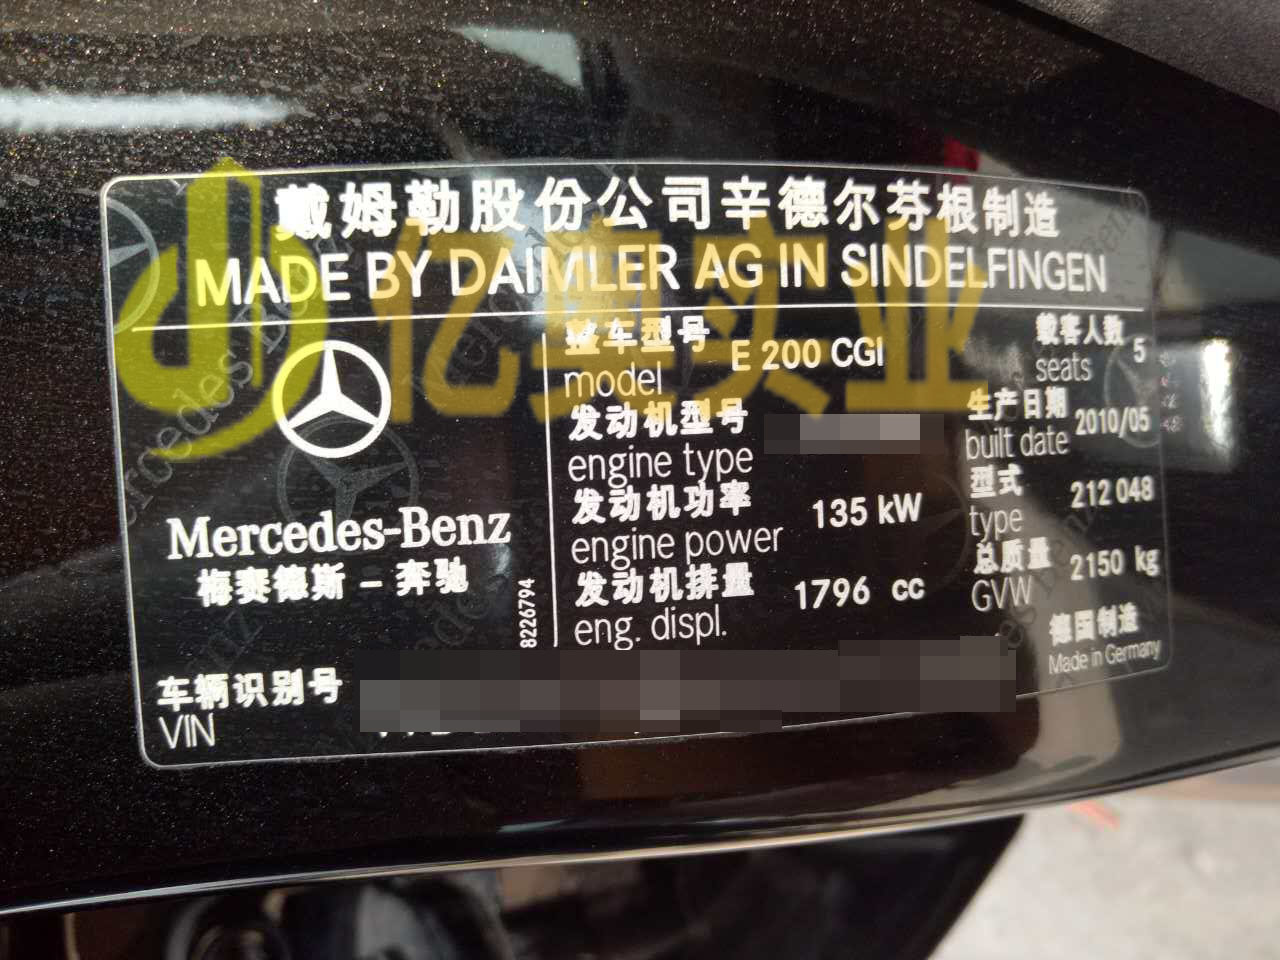 戴姆勒股份公司辛德尔芬根制造
MADE BY DAIMLER AG IN SINDELFINGEN
亿奥实业
Mercedes-Benz
梅赛德斯 – 奔驰
8226794
整车型号
model
E 200 CGI
发动机型号
engine type
发动机功率
engine power
135 kW
发动机排量
eng. displ.
1796 cc
载客人数
seats
5
生产日期
built date
2010/05
型式
type
212 048
总质量
GVW
2150 kg
德国制造
Made in Germany
车辆识别号
VIN